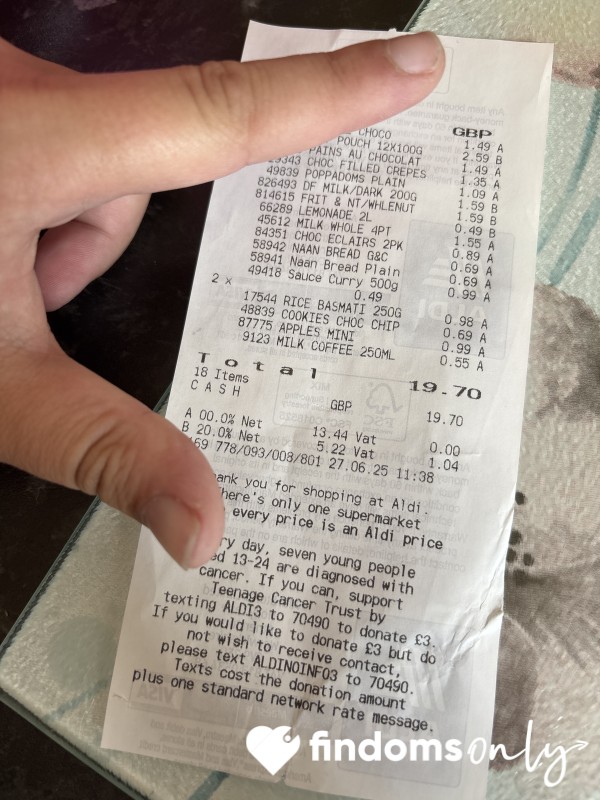 GBP
CHOCO 1.49 A
POUCH 12X100G 2.59 B
PAINS AU CHOCOLAT 1.49 A
29343 CHOC FILLED CREPES 1.35 A
49839 POPPADOMS PLAIN 1.09 A
826493 DF MILK/DARK 200G 1.59 B
814615 FRIT & NT/WHLENUT 1.59 B
66289 LEMONADE 2L 0.49 B
45612 MILK WHOLE 4PT 1.55 A
84351 CHOC ECLAIRS 2PK 0.89 A
58942 NAAN BREAD G&C 0.69 A
58941 Naan Bread Plain 0.69 A
49418 Sauce Curry 500g 0.99 A
2 x 0.49
17544 RICE BASMATI 250G 0.98 A
48839 COOKIES CHOC CHIP 0.69 A
87775 APPLES MINI 0.99 A
9123 MILK COFFEE 250ML 0.55 A
Total 19.70
18 Items GBP 19.70
CASH
A 00.0% Net 13.44 Vat 0.00
B 20.0% Net 5.22 Vat 1.04
59 778/093/003/801 27.06.25 11:38
ank you for shopping at Aldi.
here's only one supermarket
every price is an Aldi price
ry day, seven young people
ed 13-24 are diagnosed with
cancer. If you can, support
Teenage Cancer Trust by
texting ALDI3 to 70490 to donate £3.
If you would like to donate £3 but do
not wish to receive contact,
please text ALDINOINFO3 to 70490.
Texts cost the donation amount
plus one standard network rate message.
findomsonly